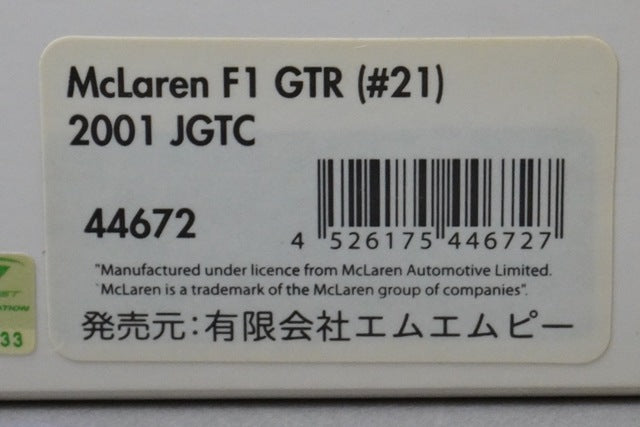 McLaren F1 GTR (#21)
2001 JGTC
44672
4 526175 446727
"Manufactured under licence from McLaren Automotive Limited.
`McLaren is a trademark of the McLaren group of companies".
発売元：有限会社エムエムピー
33